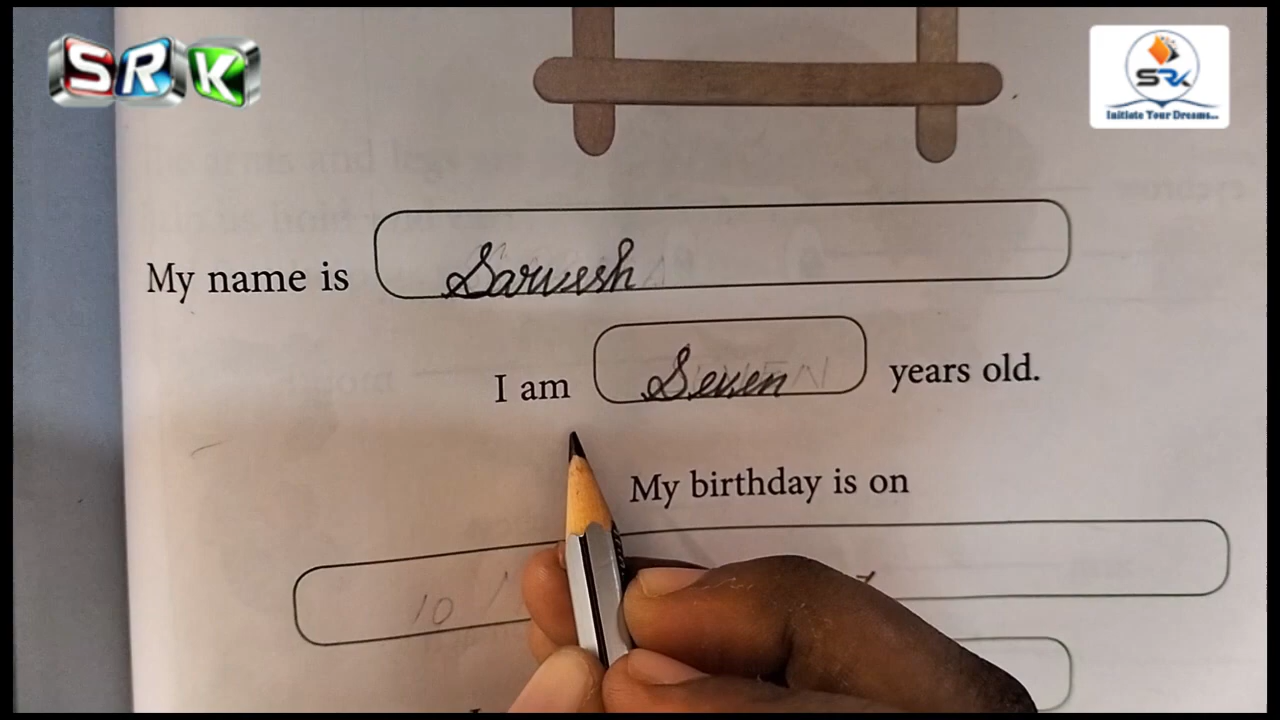 SRK
SRK
Initiate Your Dreams...
My name is Sarvesh
I am Seven years old.
My birthday is on
10 /